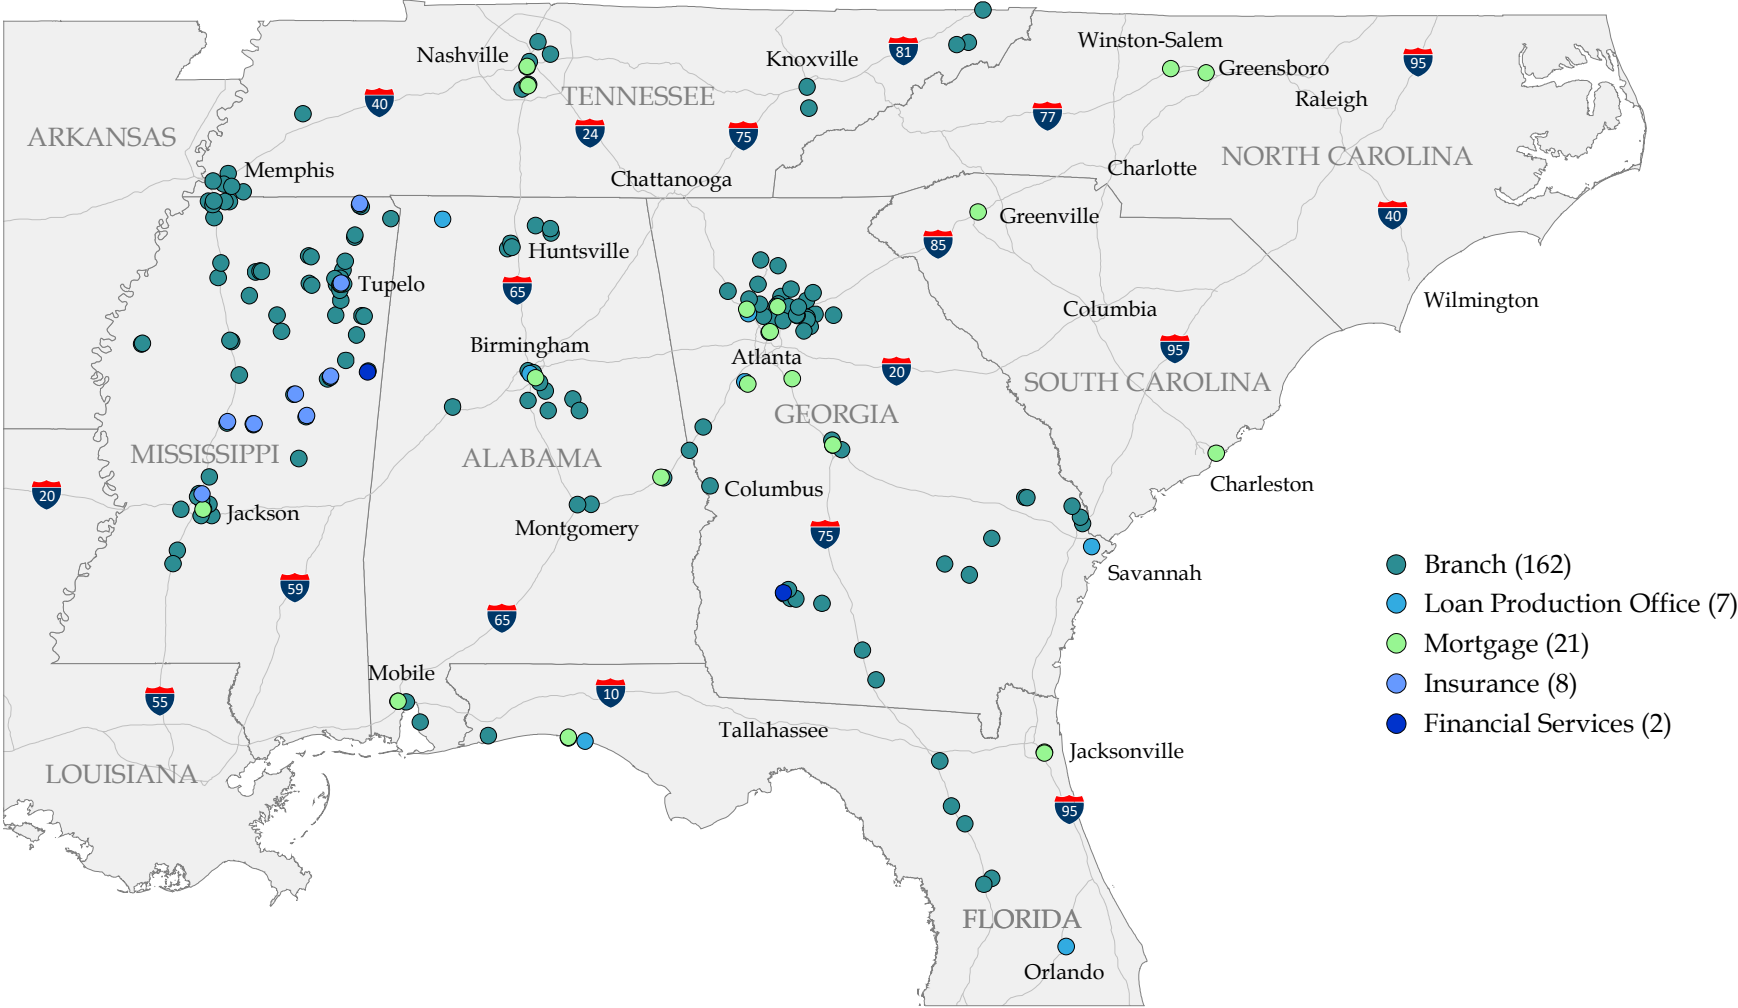 Winston-Salem
Nashville
Knoxville
81
95
Greensboro
40
TENNESSEE
Raleigh
77
24
75
ARKANSAS
NORTH CAROLINA
Memphis
Charlotte
Chattanooga
40
Greenville
85
Huntsville
Tupelo
65
Wilmington
Columbia
Birmingham
95
Atlanta
20
SOUTH CAROLINA
GEORGIA
MISSISSIPPI
ALABAMA
Charleston
Columbus
20
Jackson
Montgomery
75
Savannah
59
65
Mobile
55
10
Tallahassee
Jacksonville
LOUISIANA
95
FLORIDA
Orlando
Branch (162)
Loan Production Office (7)
Mortgage (21)
Insurance (8)
Financial Services (2)